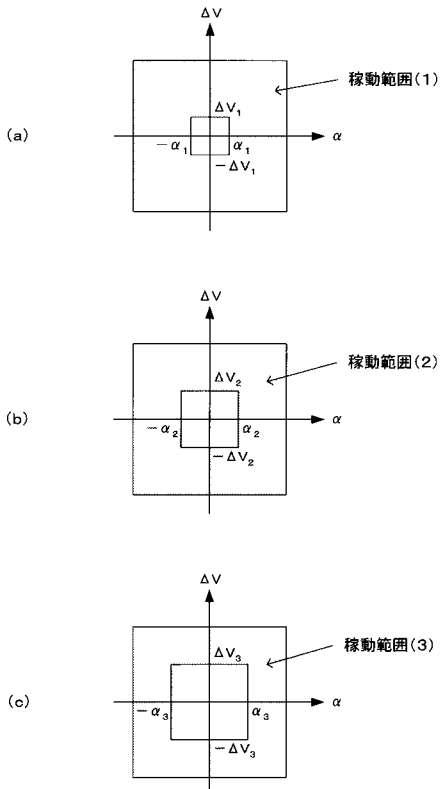 ΔV
稼動範囲(1)
ΔV₁
(a)
−α₁
α₁
α
−ΔV₁
ΔV
稼動範囲(2)
ΔV₂
(b)
−α₂
α₂
α
−ΔV₂
ΔV
稼動範囲(3)
ΔV₃
(c)
−α₃
α₃
α
−ΔV₃